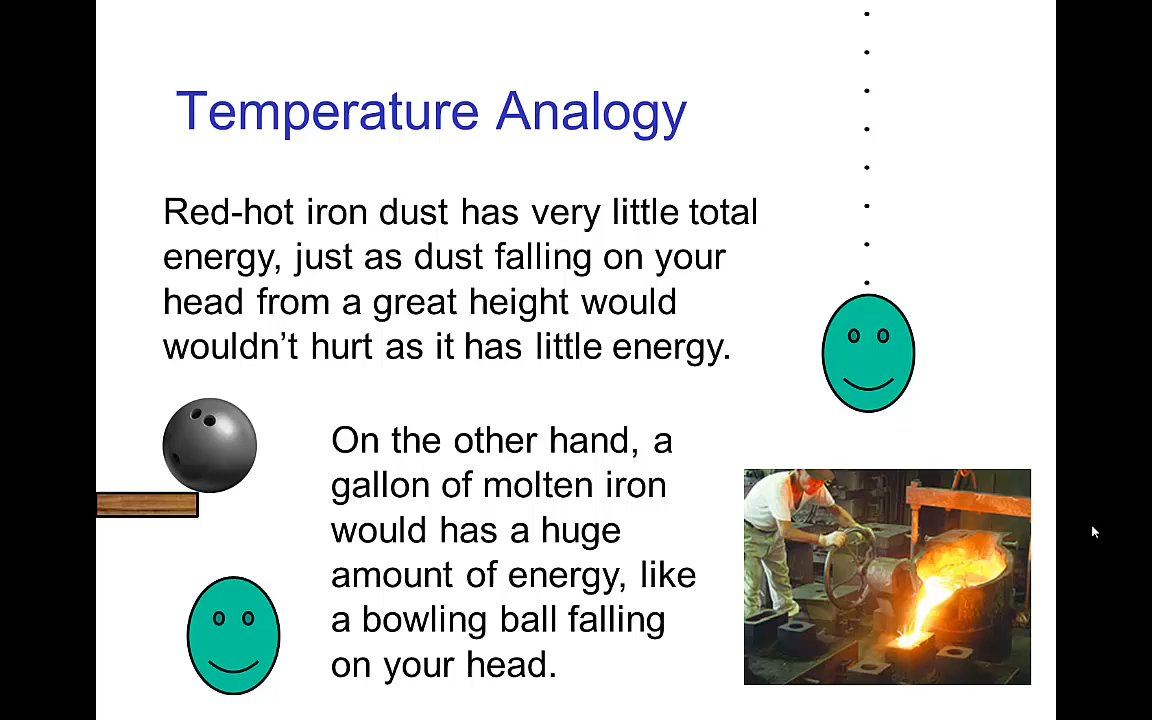 Temperature Analogy
Red-hot iron dust has very little total
energy, just as dust falling on your
head from a great height would
wouldn’t hurt as it has little energy.
On the other hand, a
gallon of molten iron
would has a huge
amount of energy, like
a bowling ball falling
on your head.